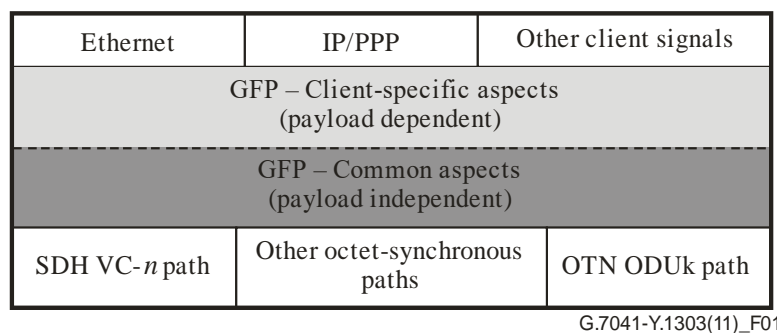 Ethernet
IP/PPP
Other client signals
GFP – Client-specific aspects
(payload dependent)
GFP – Common aspects
(payload independent)
SDH VC-n path
Other octet-synchronous
paths
OTN ODUk path
G.7041-Y.1303(11)_F01